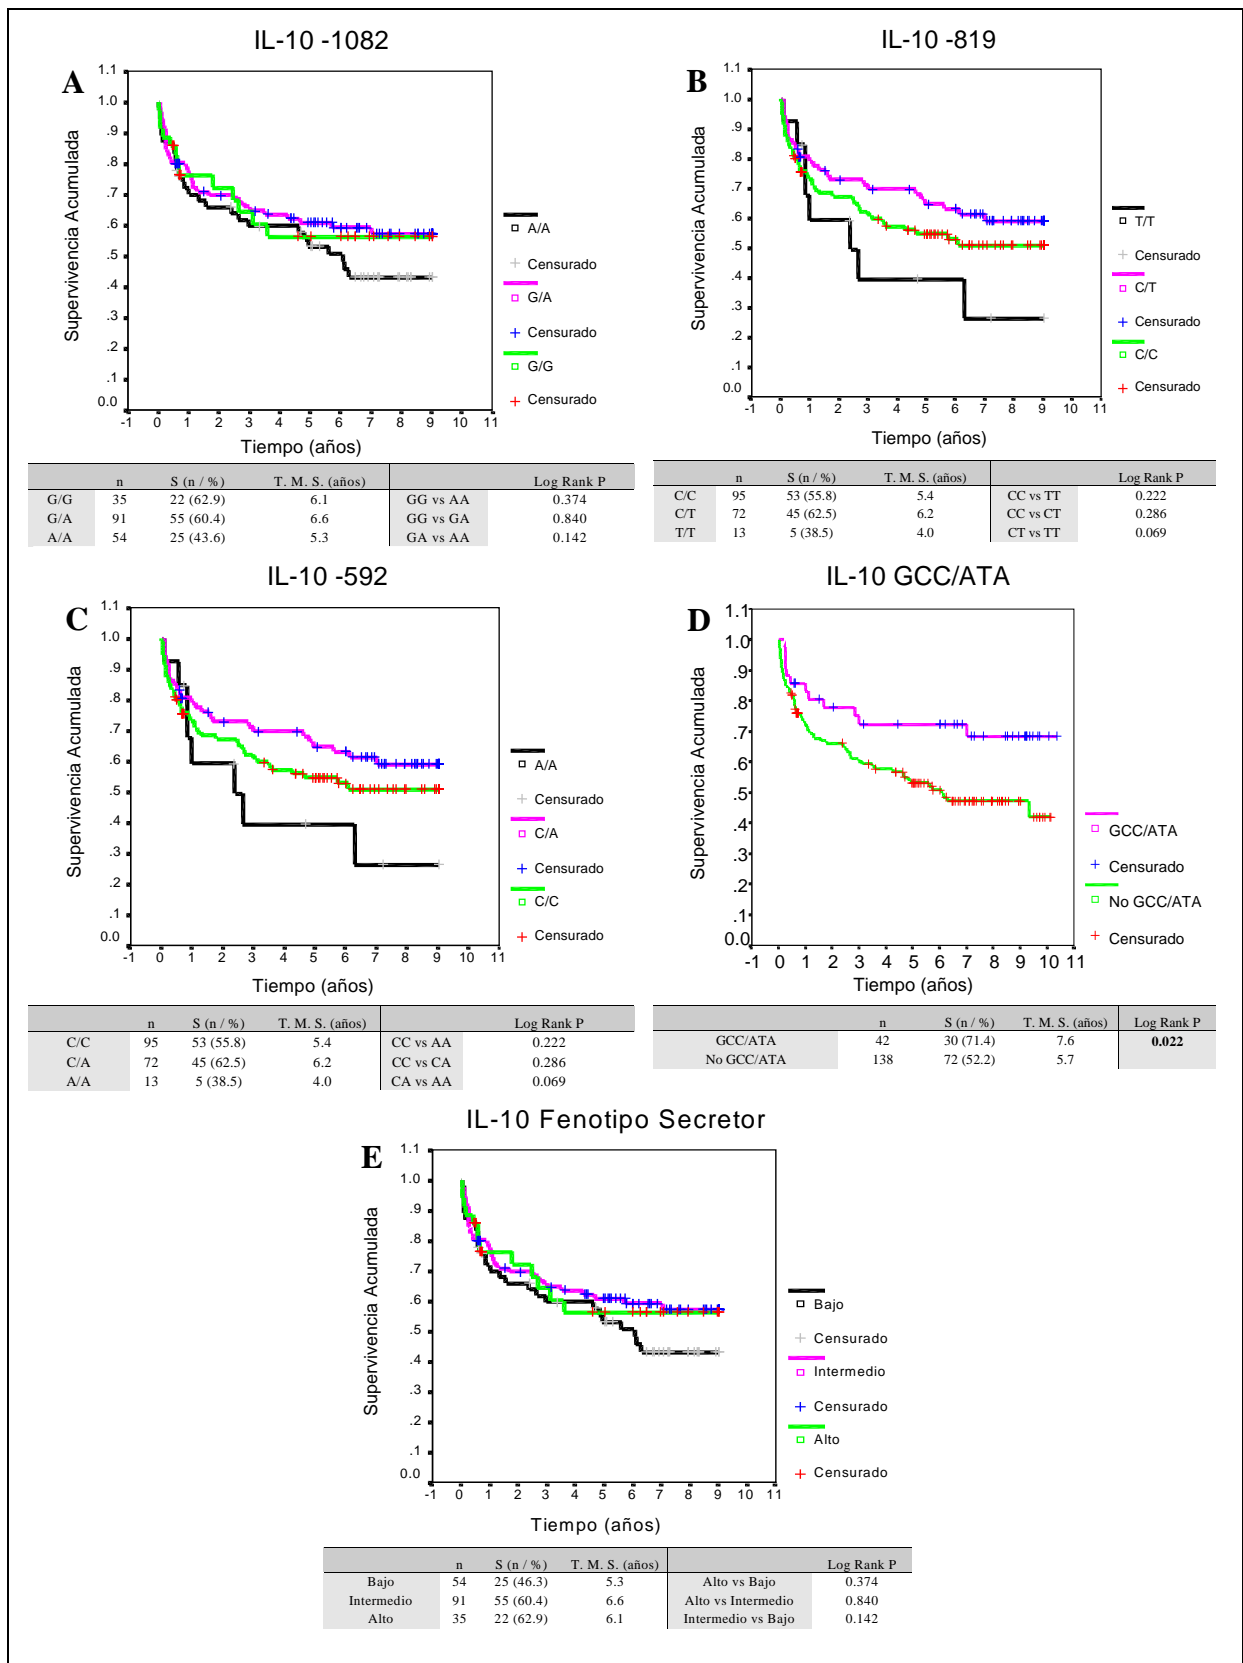 IL-10 -1082
A
1.1
1.0
.9
.8
.7
.6
.5
.4
.3
.2
.1
0.0
-1 0 1 2 3 4 5 6 7 8 9 10 11
Supervivencia Acumulada
Tiempo (años)
A/A
Censurado
G/A
Censurado
G/G
Censurado
n S (n / %) T. M. S. (años) Log Rank P
G/G 35 22 (62.9) 6.1 GG vs AA 0.374
G/A 91 55 (60.4) 6.6 GG vs GA 0.840
A/A 54 25 (43.6) 5.3 GA vs AA 0.142
IL-10 -819
B
1.1
1.0
.9
.8
.7
.6
.5
.4
.3
.2
.1
0.0
-1 0 1 2 3 4 5 6 7 8 9 10 11
Supervivencia Acumulada
Tiempo (años)
T/T
Censurado
C/T
Censurado
C/C
Censurado
n S (n / %) T. M. S. (años) Log Rank P
C/C 95 53 (55.8) 5.4 CC vs TT 0.222
C/T 72 45 (62.5) 6.2 CC vs CT 0.286
T/T 13 5 (38.5) 4.0 CT vs TT 0.069
IL-10 -592
C
1.1
1.0
.9
.8
.7
.6
.5
.4
.3
.2
.1
0.0
-1 0 1 2 3 4 5 6 7 8 9 10 11
Supervivencia Acumulada
Tiempo (años)
A/A
Censurado
C/A
Censurado
C/C
Censurado
n S (n / %) T. M. S. (años) Log Rank P
C/C 95 53 (55.8) 5.4 CC vs AA 0.222
C/A 72 45 (62.5) 6.2 CC vs CA 0.286
A/A 13 5 (38.5) 4.0 CA vs AA 0.069
IL-10 GCC/ATA
D
1.1
1.0
.9
.8
.7
.6
.5
.4
.3
.2
.1
0.0
-1 0 1 2 3 4 5 6 7 8 9 10 11
Supervivencia Acumulada
Tiempo (años)
GCC/ATA
Censurado
No GCC/ATA
Censurado
n S (n / %) T. M. S. (años) Log Rank P
GCC/ATA 42 30 (71.4) 7.6 0.022
No GCC/ATA 138 72 (52.2) 5.7
IL-10 Fenotipo Secretor
E
1.1
1.0
.9
.8
.7
.6
.5
.4
.3
.2
.1
0.0
-1 0 1 2 3 4 5 6 7 8 9 10 11
Supervivencia Acumulada
Tiempo (años)
Bajo
Censurado
Intermedio
Censurado
Alto
Censurado
n S (n / %) T. M. S. (años) Log Rank P
Bajo 54 25 (46.3) 5.3 Alto vs Bajo 0.374
Intermedio 91 55 (60.4) 6.6 Alto vs Intermedio 0.840
Alto 35 22 (62.9) 6.1 Intermedio vs Bajo 0.142